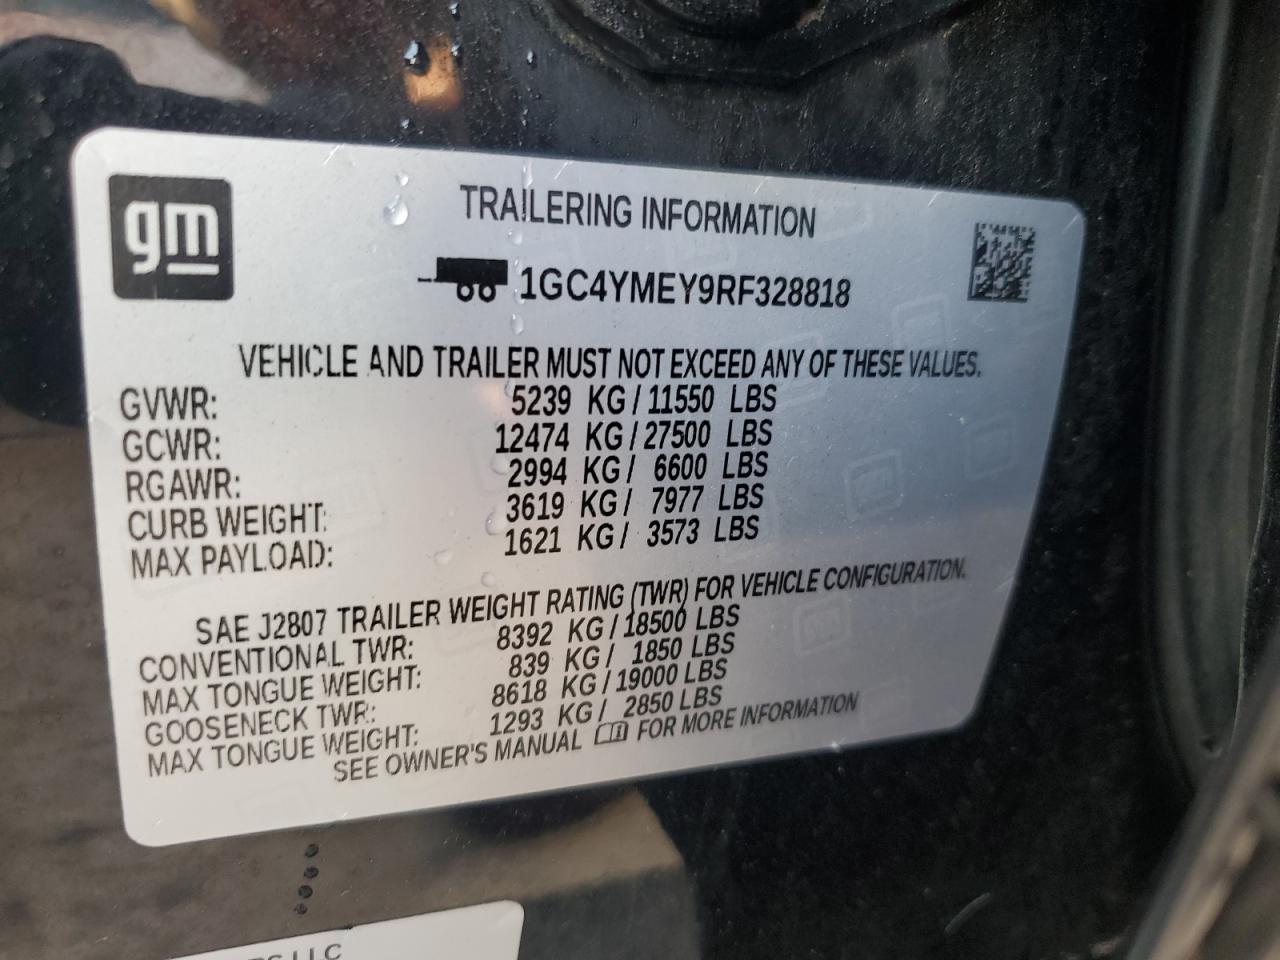 gm
TRAILERING INFORMATION
1GC4YMEY9RF328818
VEHICLE AND TRAILER MUST NOT EXCEED ANY OF THESE VALUES.
GVWR: 5239 KG/ 11550 LBS
GCWR: 12474 KG/ 27500 LBS
RGAWR: 2994 KG/ 6600 LBS
CURB WEIGHT: 3619 KG/ 7977 LBS
MAX PAYLOAD: 1621 KG/ 3573 LBS
SAE J2807 TRAILER WEIGHT RATING (TWR) FOR VEHICLE CONFIGURATION.
CONVENTIONAL TWR: 8392 KG/ 18500 LBS
MAX TONGUE WEIGHT: 839 KG/ 1850 LBS
GOOSENECK TWR: 8618 KG/ 19000 LBS
MAX TONGUE WEIGHT: 1293 KG/ 2850 LBS
SEE OWNER'S MANUAL FOR MORE INFORMATION
LLC